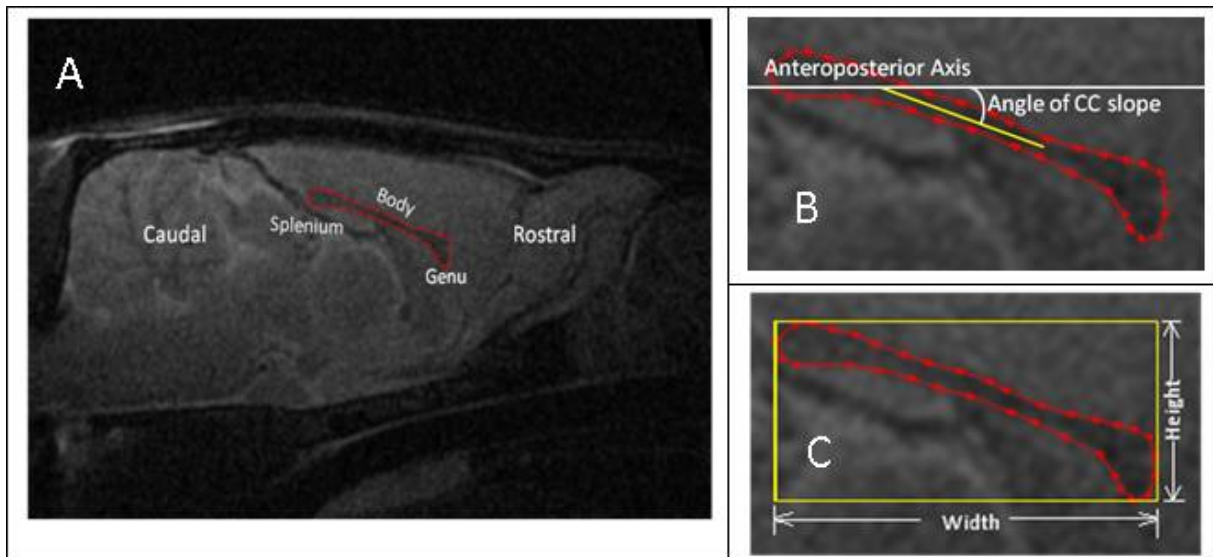 A
Caudal
Splenium
Body
Genu
Rostral
Anteroposterior Axis
Angle of CC slope
B
C
Height
Width